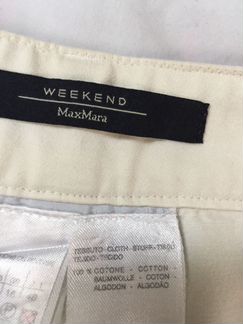 WEEKEND
MaxMara
TESSUTO-CLOTH-STOFF-TISSU
TEJIDO-TECIDO
100 % COTONE - COTTON -
BAUMWOLLE - COTON -
ALGODON - ALGODÃO